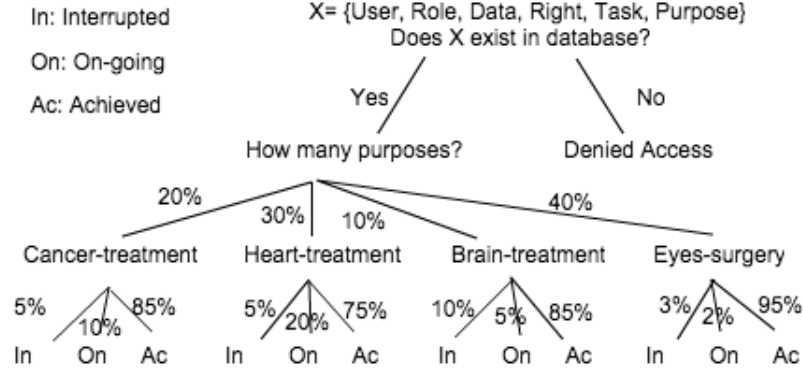 In: Interrupted
On: On-going
Ac: Achieved
X= {User, Role, Data, Right, Task, Purpose}
Does X exist in database?
Yes
No
How many purposes?
Denied Access
20%
30%
10%
40%
Cancer-treatment
Heart-treatment
Brain-treatment
Eyes-surgery
5%
10%
85%
5%
20%
75%
10%
5%
85%
3%
2%
95%
In On Ac
In On Ac
In On Ac
In On Ac